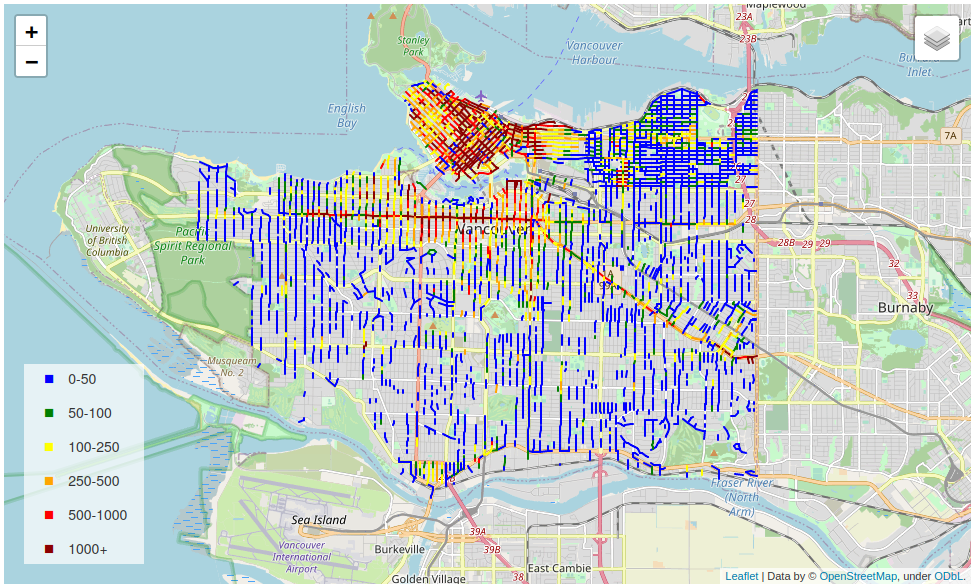 +
−
Maplewood
23A
23B
Stanley
Park
Vancouver
Harbour
Inlet
English
Bay
7A
27
27
28
28B
29
29
University
of British
Columbia
Pacific
Spirit Regional
Park
Vancouver
32
33
Burnaby
Musqueam
No. 2
0-50
50-100
100-250
250-500
500-1000
1000+
Fraser River
(North
Arm)
Sea Island
39A
39B
38
Vancouver
International
Airport
Burkeville
East Cambie
Golden Village
Leaflet | Data by © OpenStreetMap, under ODbL.